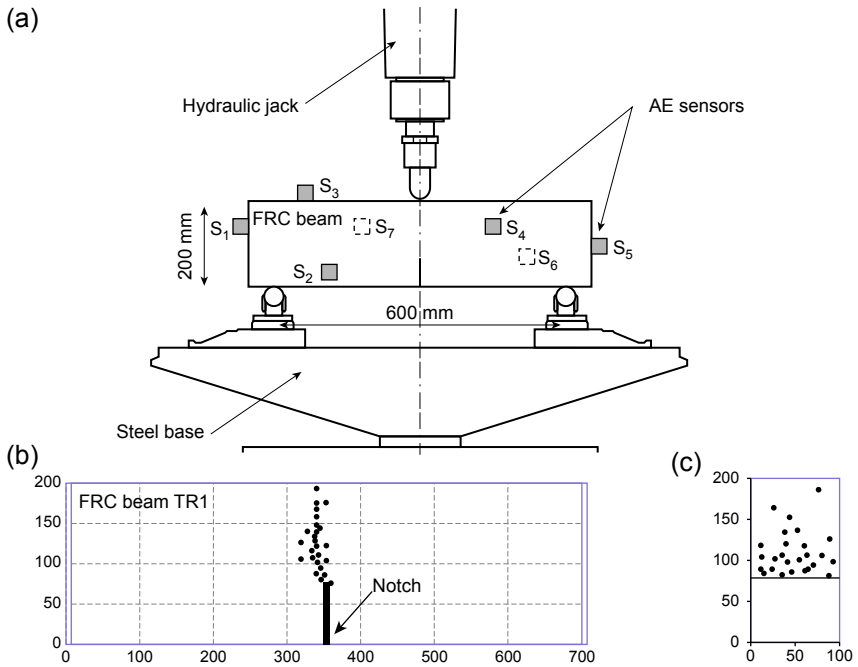 (a)
Hydraulic jack
AE sensors
S3
S1
FRC beam
S7
S4
S5
S6
S2
200 mm
600 mm
Steel base
(b)
(c)
200
150
100
50
0
FRC beam TR1
Notch
0 100 200 300 400 500 600 700
200
150
100
50
0
0 50 100